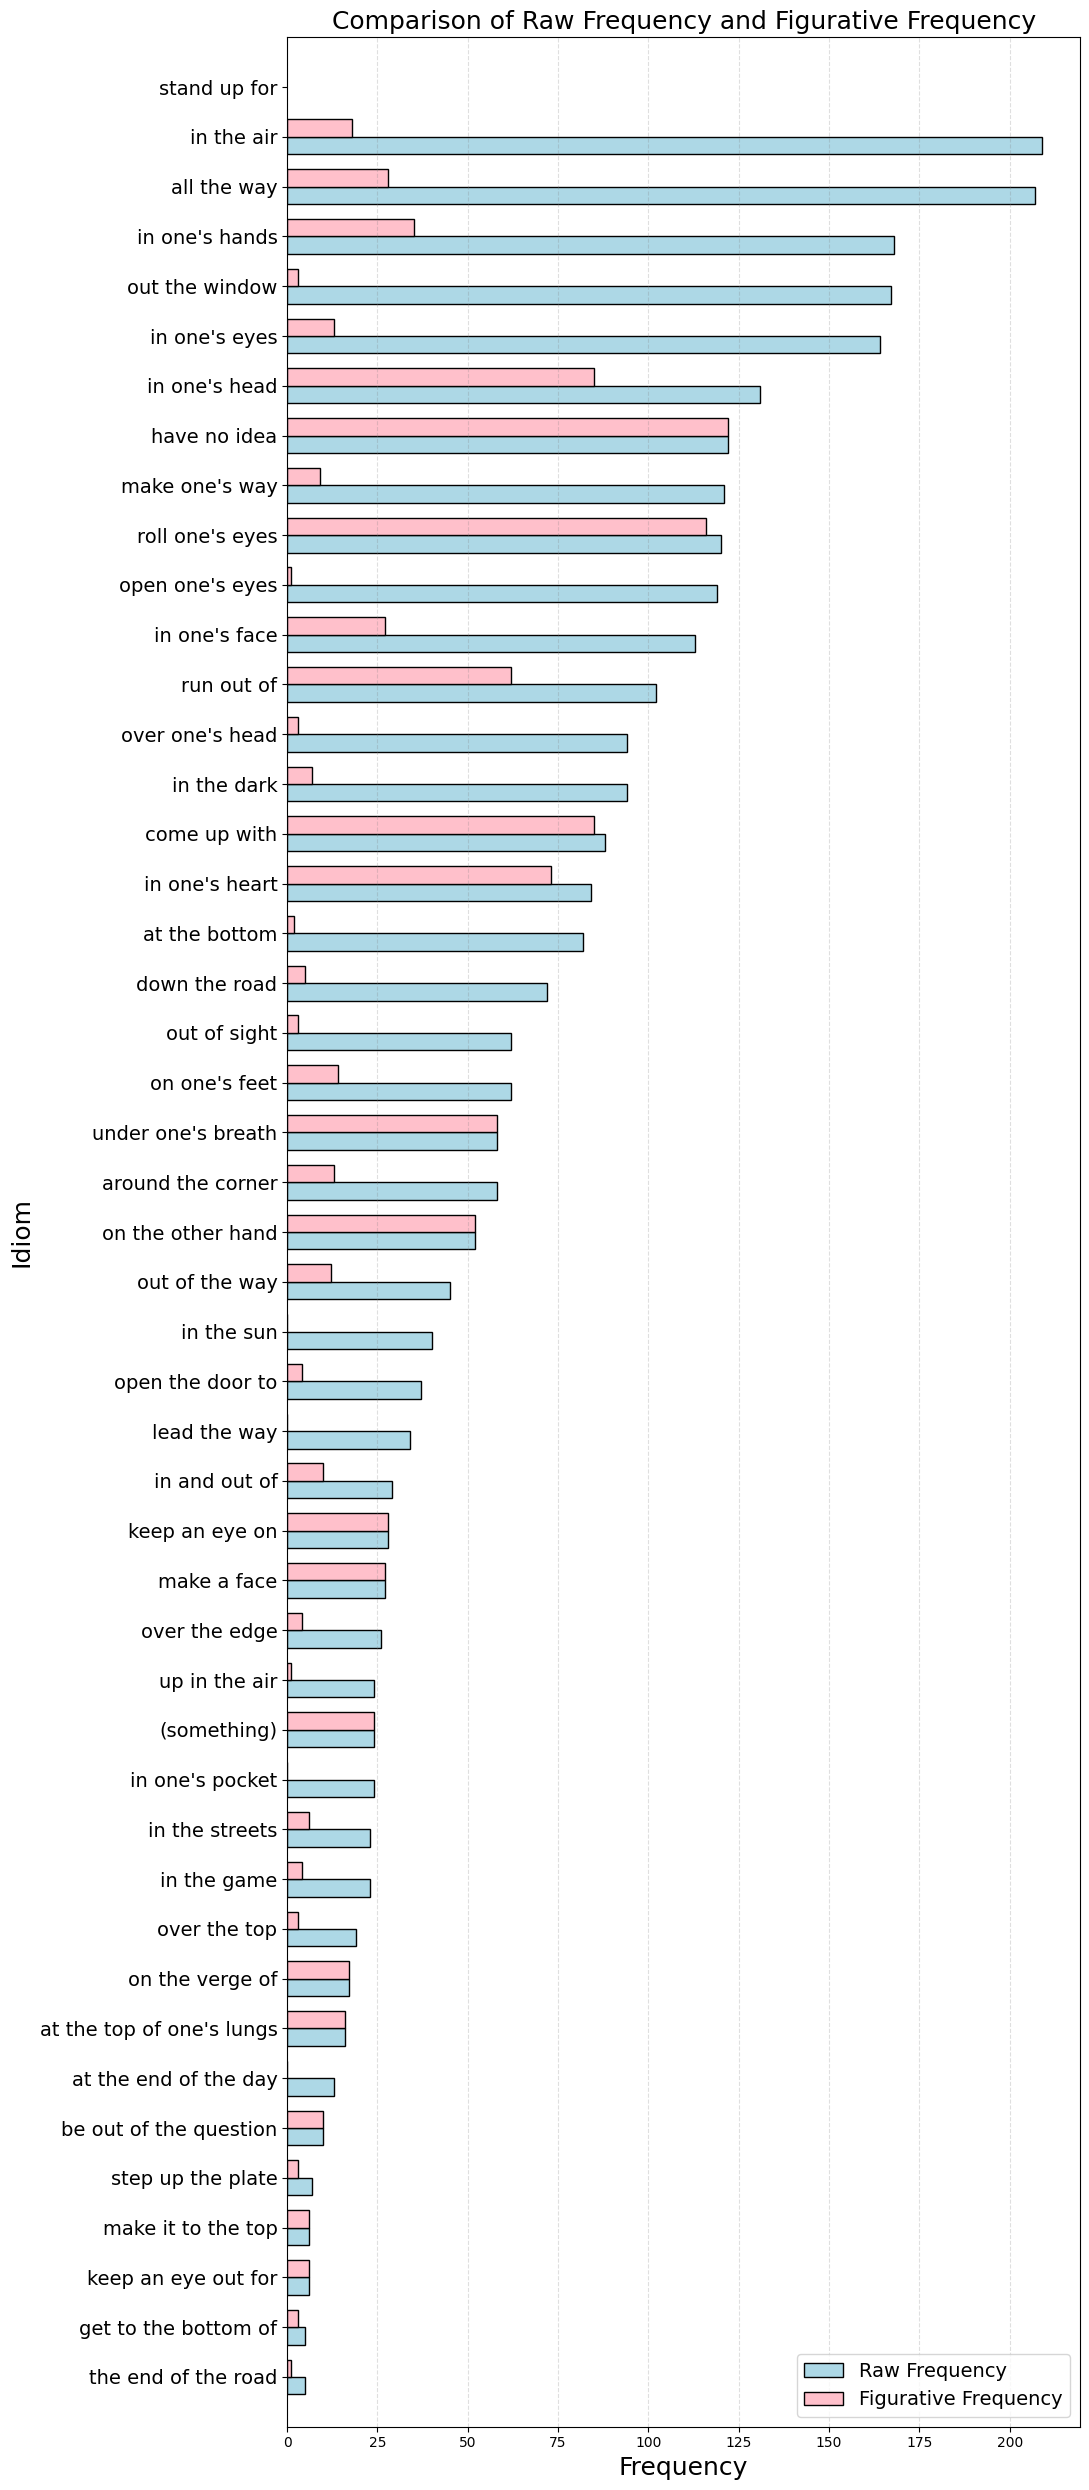 Comparison of Raw Frequency and Figurative Frequency
stand up for
in the air
all the way
in one's hands
out the window
in one's eyes
in one's head
have no idea
make one's way
roll one's eyes
open one's eyes
in one's face
run out of
over one's head
in the dark
come up with
in one's heart
at the bottom
down the road
out of sight
on one's feet
under one's breath
around the corner
on the other hand
out of the way
in the sun
open the door to
lead the way
in and out of
keep an eye on
make a face
over the edge
up in the air
(something)
in one's pocket
in the streets
in the game
over the top
on the verge of
at the top of one's lungs
at the end of the day
be out of the question
step up the plate
make it to the top
keep an eye out for
get to the bottom of
the end of the road
Idiom
Raw Frequency
Figurative Frequency
0 25 50 75 100 125 150 175 200
Frequency